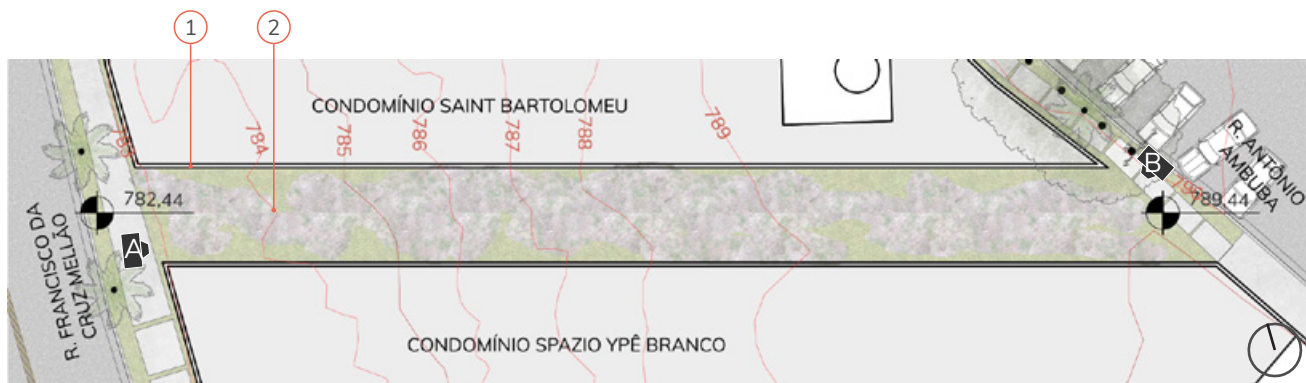 1
2
CONDOMÍNIO SAINT BARTOLOMEU
783
784
785
786
787
788
789
B
R. ANTÔNIO
AMBUBA
782,44
789,44
A
R. FRANCISCO DA
CRUZ MELLÃO
CONDOMÍNIO SPAZIO YPÊ BRANCO